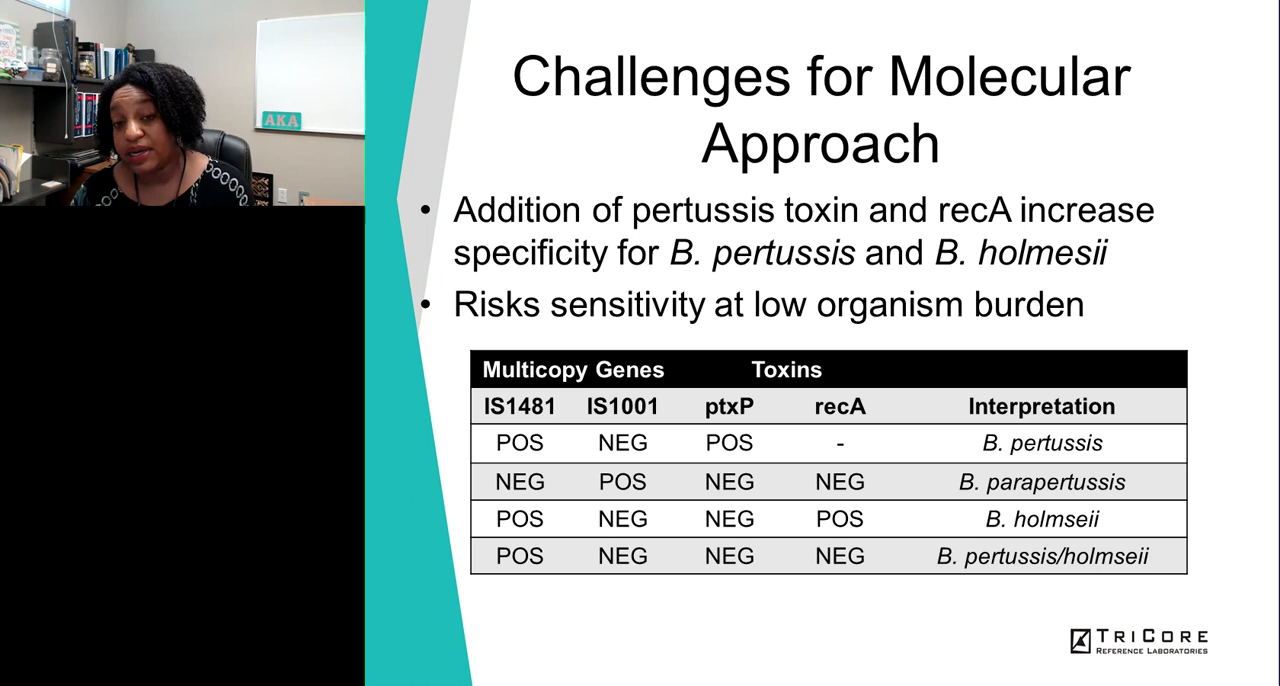 AKA
Challenges for Molecular
Approach
• Addition of pertussis toxin and recA increase
specificity for B. pertussis and B. holmesii
• Risks sensitivity at low organism burden
Multicopy Genes Toxins
IS1481 IS1001 ptxP recA Interpretation
POS NEG POS - B. pertussis
NEG POS NEG NEG B. parapertussis
POS NEG NEG POS B. holmseii
POS NEG NEG NEG B. pertussis/holmseii
TRICORE
REFERENCE LABORATORIES